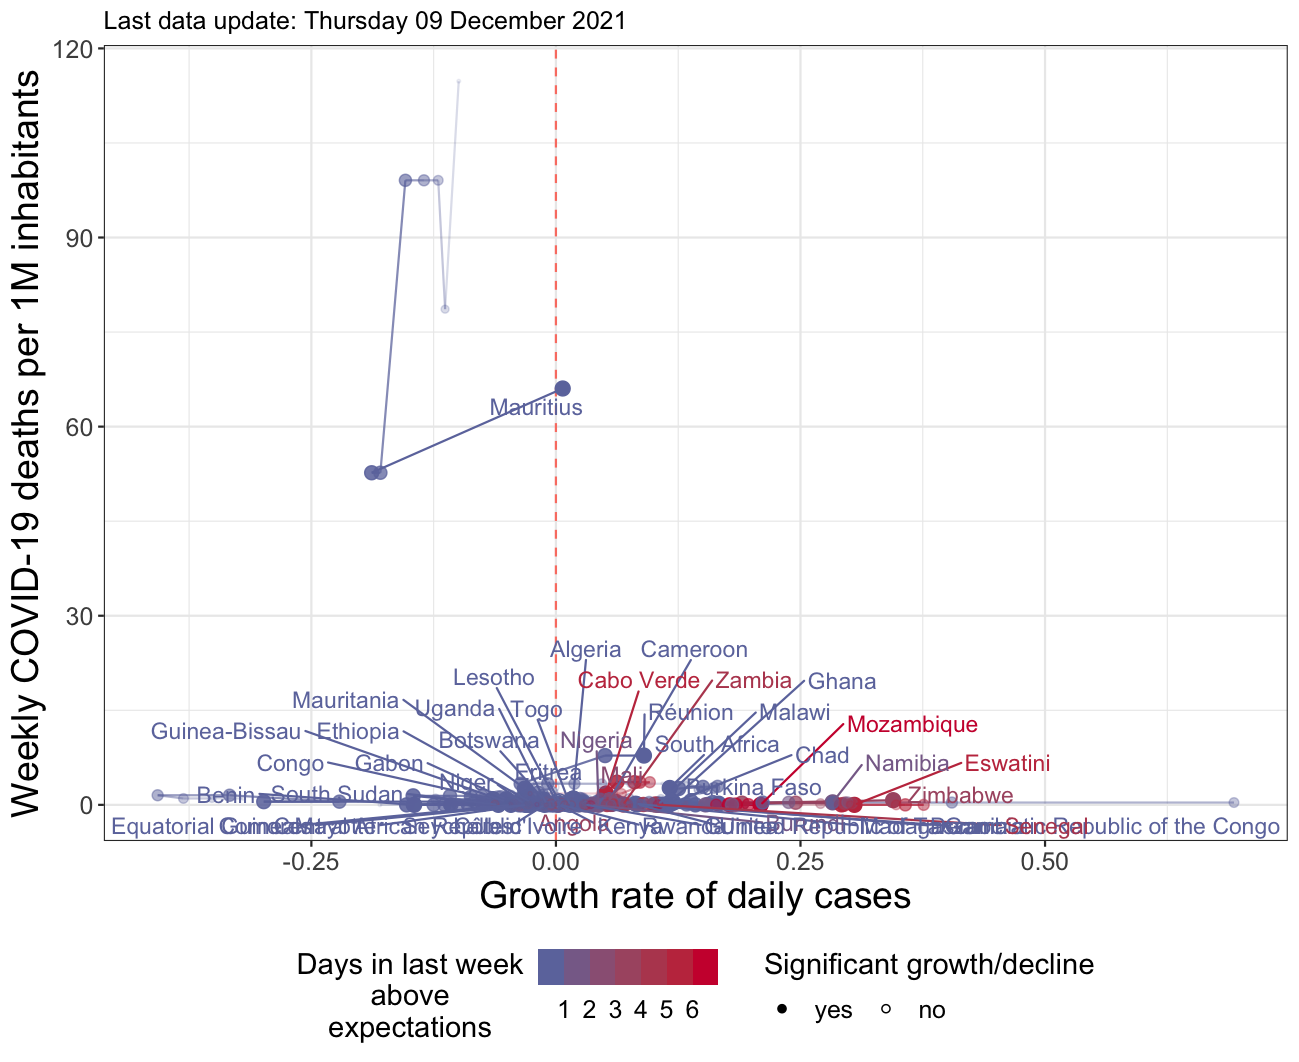 Last data update: Thursday 09 December 2021
Weekly COVID-19 deaths per 1M inhabitants
120
90
60
30
0
Mauritius
Algeria
Cameroon
Lesotho
Cabo Verde
Zambia
Ghana
Mauritania
Uganda
Togo
Réunion
Malawi
Guinea-Bissau
Ethiopia
Botswana
Nigeria
South Africa
Mozambique
Congo
Gabon
Eritrea
Mali
Chad
Namibia
Eswatini
Benin
South Sudan
Niger
Burkina Faso
Zimbabwe
Equatorial
Angola
Kenya
Rwanda
Burundi
Senegal
Republic of the Congo
-0.25
0.00
0.25
0.50
Growth rate of daily cases
Days in last week
above
expectations
1 2 3 4 5 6
Significant growth/decline
yes
no